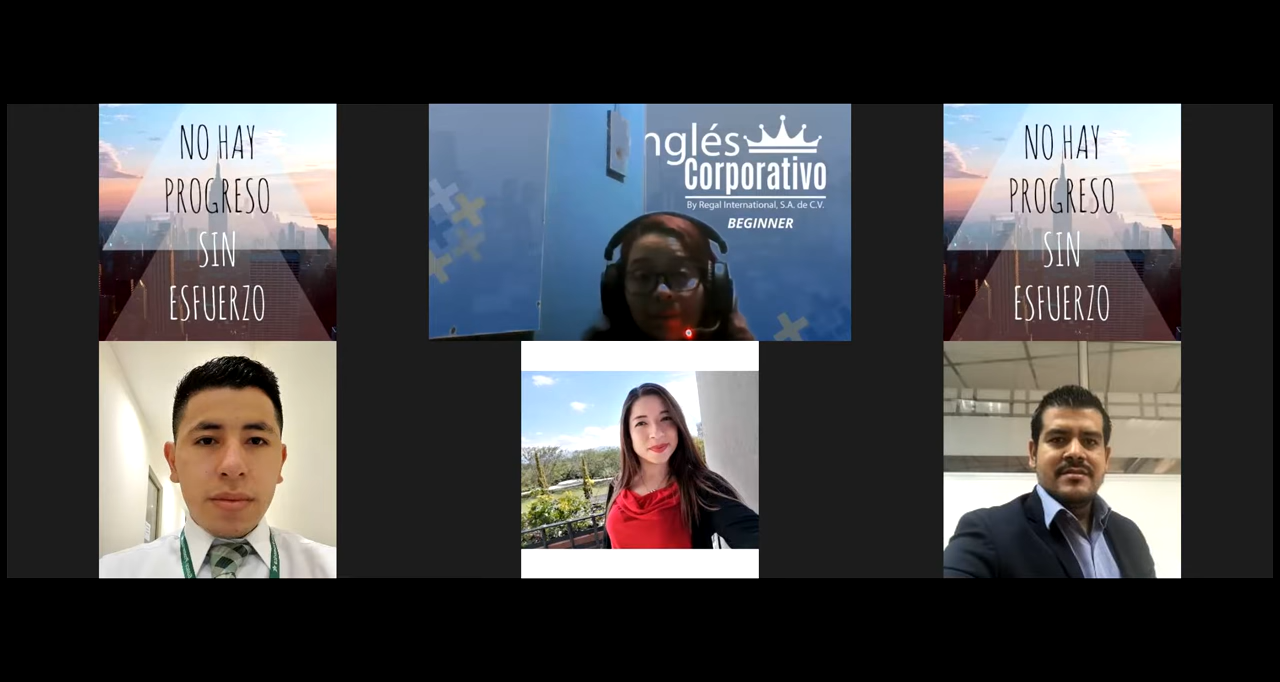 NO HAY
PROGRESO
SIN
ESFUERZO
nglés
Corporativo
By Regal International, S.A. de C.V.
BEGINNER
NO HAY
PROGRESO
SIN
ESFUERZO